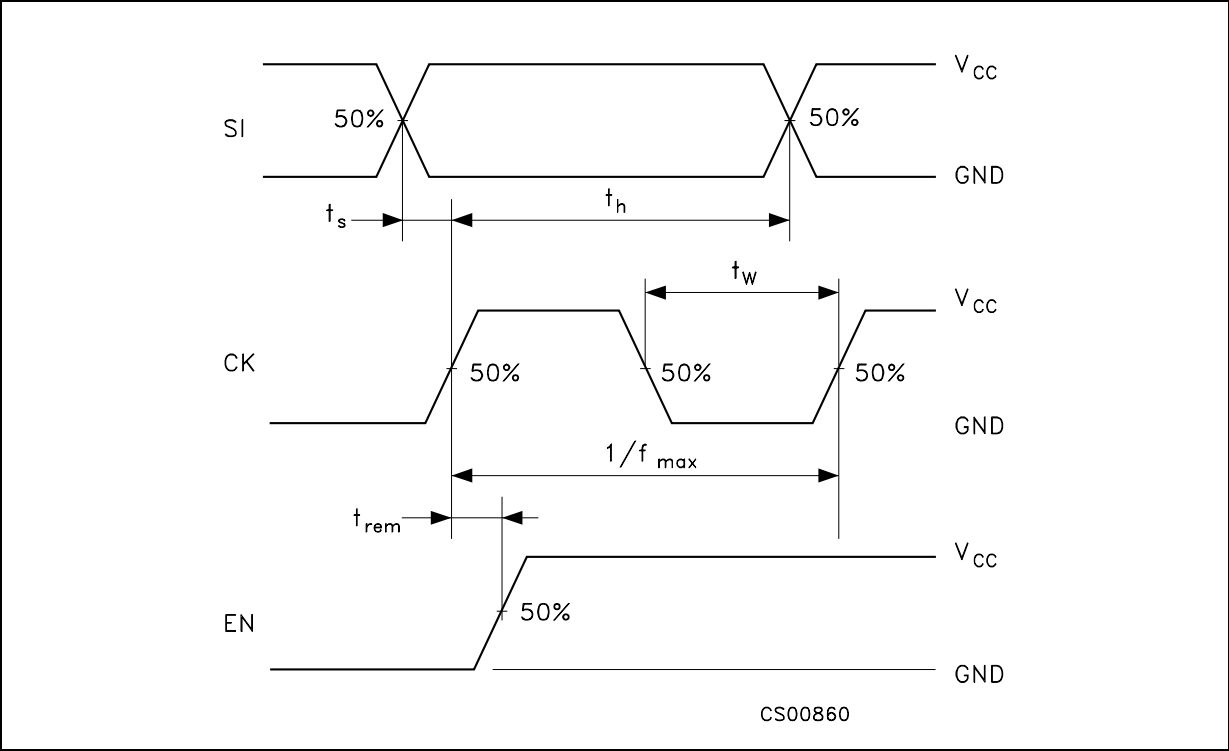 V CC
50%
50%
SI
GND
t s
t h
t W
V CC
CK
50%
50%
50%
GND
1/f max
t rem
V CC
EN
50%
GND
CS00860